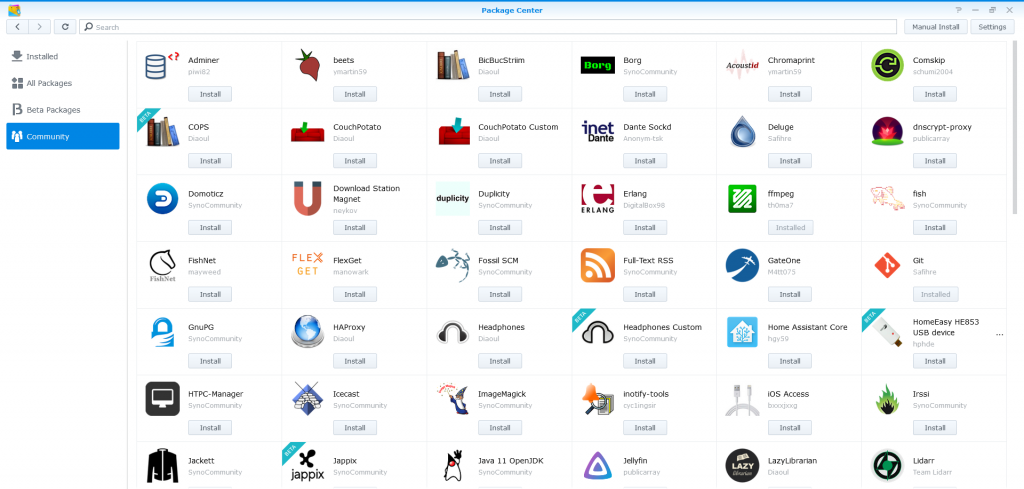 Package Center
?
Search
Manual Install
Settings
Installed
All Packages
Beta Packages
Community
<?
Adminer
piwi82
Install
beets
ymartin59
Install
BicBucStriim
Diaoul
Install
Borg
Borg
SynoCommunity
Install
Acoustid
Chromaprint
ymartin59
Install
Comskip
schumi2004
Install
BETA
COPS
Diaoul
Install
CouchPotato
Diaoul
Install
CouchPotato Custom
Diaoul
Install
inet
Dante
Dante Sockd
Anonym-tsk
Install
Deluge
Safihre
Install
dnscrypt-proxy
publicarray
Install
Domoticz
SynoCommunity
Install
Download Station
Magnet
neykov
Install
duplicity
Duplicity
SynoCommunity
Install
ERLANG
Erlang
DigitalBox98
Install
ffmpeg
th0ma7
Installed
fish
SynoCommunity
Install
FishNet
FishNet
mayweed
Install
FLEX
GET
FlexGet
manowark
Install
Fossil SCM
SynoCommunity
Install
Full-Text RSS
SynoCommunity
Install
GateOne
M4tt075
Install
Git
Safihre
Installed
GnuPG
SynoCommunity
Install
HAProxy
Diaoul
Install
Headphones
Diaoul
Install
BETA
Headphones Custom
SynoCommunity
Install
Home Assistant Core
hgy59
Install
BETA
HomeEasy HE853
USB device
...
hphde
Install
HTPC-Manager
SynoCommunity
Install
Icecast
SynoCommunity
Install
ImageMagick
SynoCommunity
Install
inotify-tools
cyc1ingsir
Install
iOS Access
bxxxjxxg
Install
Irssi
SynoCommunity
Install
Jackett
SynoCommunity
BETA
jappix
Jappix
SynoCommunity
Java 11 OpenJDK
SynoCommunity
Jellyfin
publicarray
LAZY
librarian
LazyLibrarian
Diaoul
Lidarr
Team Lidarr